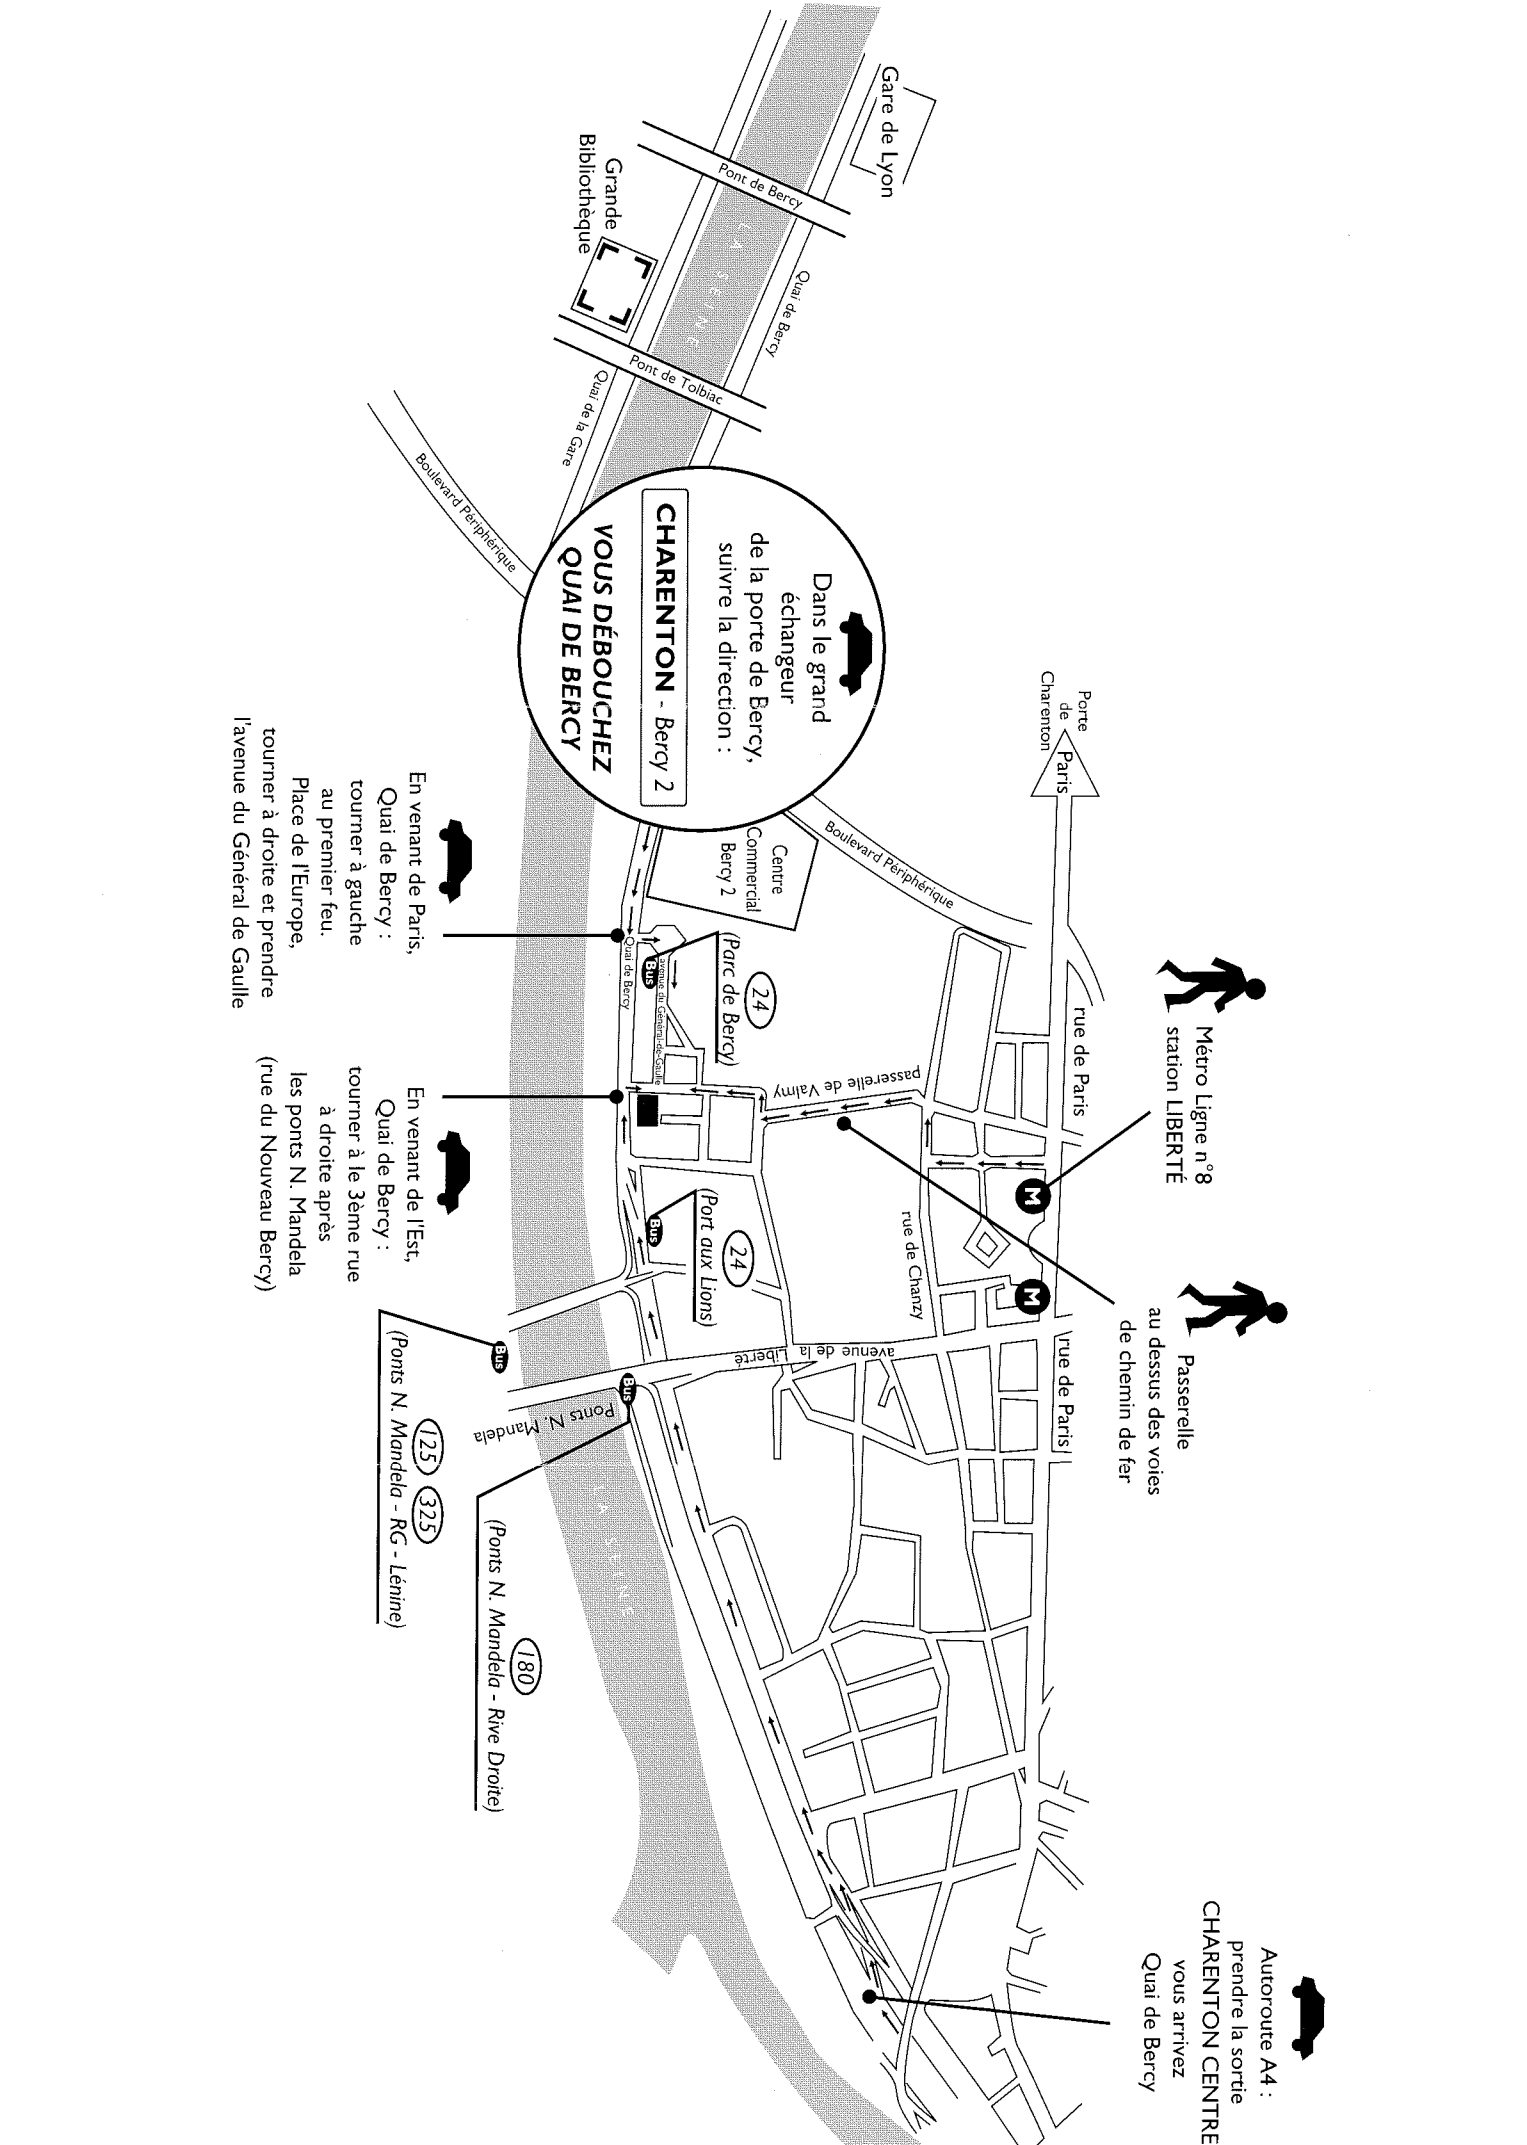 Gare de Lyon
Pont de Bercy
LA SEINE
Quai de Bercy
Grande
Bibliothèque
Pont de Tolbiac
Quai de la Gare
Boulevard Périphérique
Dans le grand
échangeur
de la porte de Bercy,
suivre la direction :
CHARENTON - Bercy 2
VOUS DÉBOUCHEZ
QUAI DE BERCY
Porte
de
Charenton
Paris
Boulevard Périphérique
Centre
Commercial
Bercy 2
rue de Paris
Métro Ligne n°8
station LIBERTÉ
M
M
Passerelle
au dessus des voies
de chemin de fer
rue de Paris
Autoroute A4 :
prendre la sortie
CHARENTON CENTRE
vous arrivez
Quai de Bercy
passerelle de Valmy
rue de Chanzy
avenue de la Liberté
24
(Parc de Bercy)
Bus
avenue du Général-de-Gaulle
Quai de Bercy
24
(Port aux Lions)
Bus
Bus
Bus
Ponts N. Mandela
LA SEINE
En venant de Paris,
Quai de Bercy :
tourner à gauche
au premier feu.
Place de l'Europe,
tourner à droite et prendre
l'avenue du Général de Gaulle
En venant de l'Est,
Quai de Bercy :
tourner à le 3ème rue
à droite après
les ponts N. Mandela
(rue du Nouveau Bercy)
125 325
(Ponts N. Mandela - RG - Lénine)
180
(Ponts N. Mandela - Rive Droite)